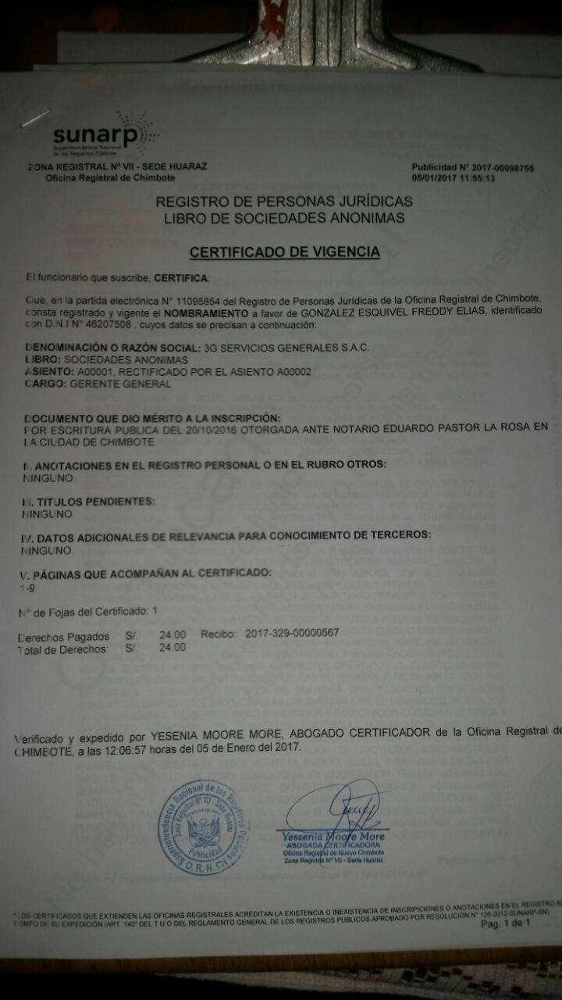 sunarp
Superintendencia Nacional
de los Registros Públicos
ZONA REGISTRAL Nº VII - SEDE HUARAZ
Oficina Registral de Chimbote
Publicidad N° 2017-00098755
05/01/2017 11:55:13
REGISTRO DE PERSONAS JURÍDICAS
LIBRO DE SOCIEDADES ANONIMAS
CERTIFICADO DE VIGENCIA
El funcionario que suscribe, CERTIFICA:
Que, en la partida electrónica N° 11095854 del Registro de Personas Jurídicas de la Oficina Registral de Chimbote,
consta registrado y vigente el NOMBRAMIENTO a favor de GONZALEZ ESQUIVEL FREDDY ELIAS, identificado
con D.N.I N° 46207508 , cuyos datos se precisan a continuación:
DENOMINACIÓN O RAZÓN SOCIAL: 3G SERVICIOS GENERALES S.A.C.
LIBRO: SOCIEDADES ANONIMAS
ASIENTO: A00001, RECTIFICADO POR EL ASIENTO A00002
CARGO: GERENTE GENERAL
DOCUMENTO QUE DIO MÉRITO A LA INSCRIPCIÓN:
POR ESCRITURA PUBLICA DEL 20/10/2016 OTORGADA ANTE NOTARIO EDUARDO PASTOR LA ROSA EN
LA CIUDAD DE CHIMBOTE.
II. ANOTACIONES EN EL REGISTRO PERSONAL O EN EL RUBRO OTROS:
NINGUNO.
III. TITULOS PENDIENTES:
NINGUNO.
IV. DATOS ADICIONALES DE RELEVANCIA PARA CONOCIMIENTO DE TERCEROS:
NINGUNO.
V. PÁGINAS QUE ACOMPAÑAN AL CERTIFICADO:
1-9
N° de Fojas del Certificado: 1
Derechos Pagados S/. 24.00 Recibo: 2017-329-00000567
Total de Derechos: S/. 24.00
Verificado y expedido por YESENIA MOORE MORE, ABOGADO CERTIFICADOR de la Oficina Registral de
CHIMBOTE, a las 12:06:57 horas del 05 de Enero del 2017.
Superintendencia Nacional de los Registros Públicos
Zona Registral N° VII - Sede Huaraz
Publicidad
O.R.N.CH
Yessenia Moore More
ABOGADA CERTIFICADORA
Oficina Registral de Nuevo Chimbote
Zona Registral N° VII - Sede Huaraz
LOS CERTIFICADOS QUE EXTIENDEN LAS OFICINAS REGISTRALES ACREDITAN LA EXISTENCIA O INEXISTENCIA DE INSCRIPCIONES O ANOTACIONES EN EL REGISTRO AL
TIEMPO DE SU EXPEDICIÓN (ART. 140° DEL T.U.O DEL REGLAMENTO GENERAL DE LOS REGISTROS PUBLICOS APROBADO POR RESOLUCIÓN N° 126-2012-SUNARP-SN)
Pag. 1 de 1